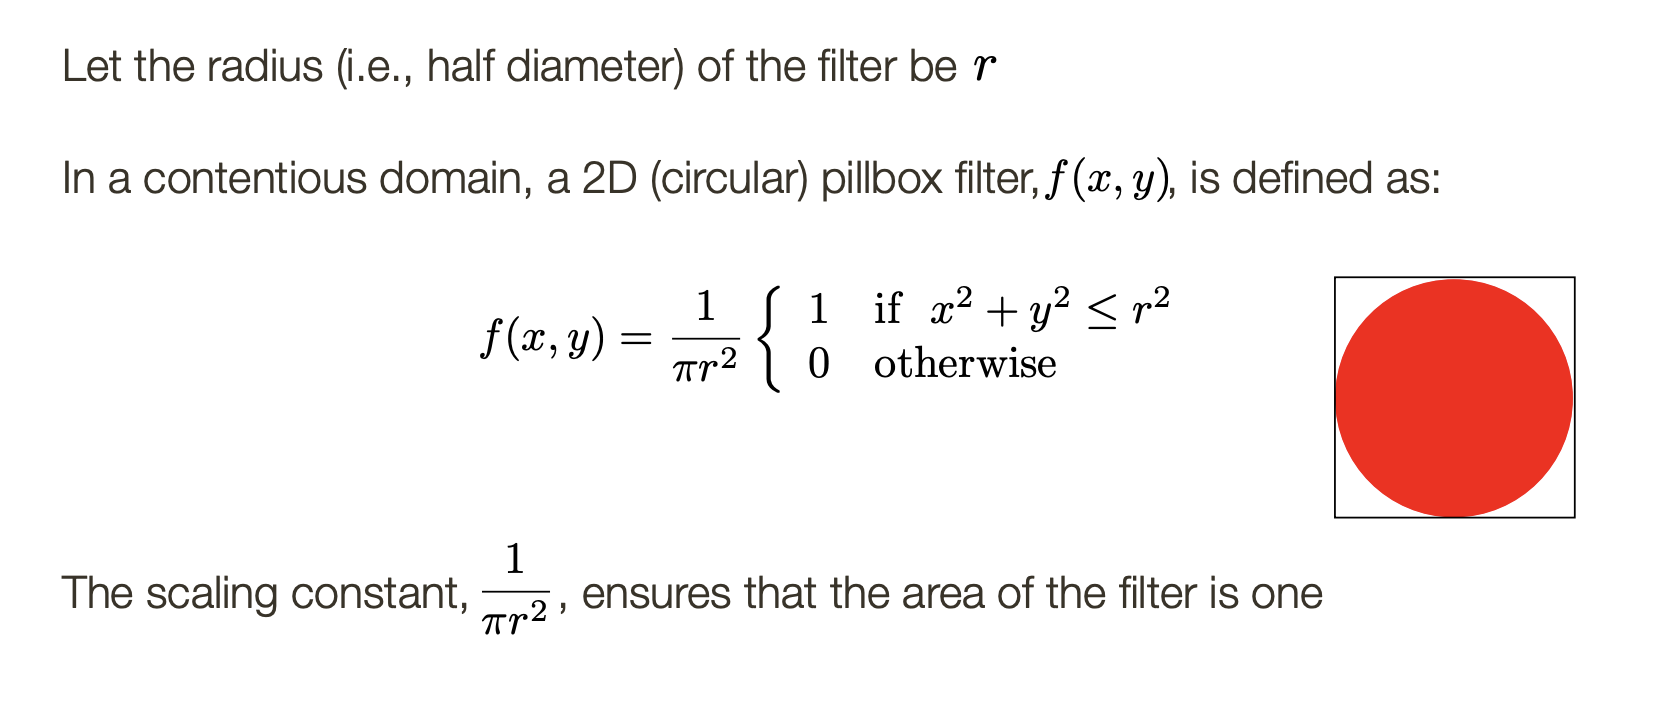 Let the radius (i.e., half diameter) of the filter be r
In a contentious domain, a 2D (circular) pillbox filter, f(x, y), is defined as:
f(x, y) = \frac{1}{\pi r^2} \begin{cases} 1 & \text{if } x^2 + y^2 \leq r^2 \\ 0 & \text{otherwise} \end{cases}
The scaling constant, \frac{1}{\pi r^2}, ensures that the area of the filter is one